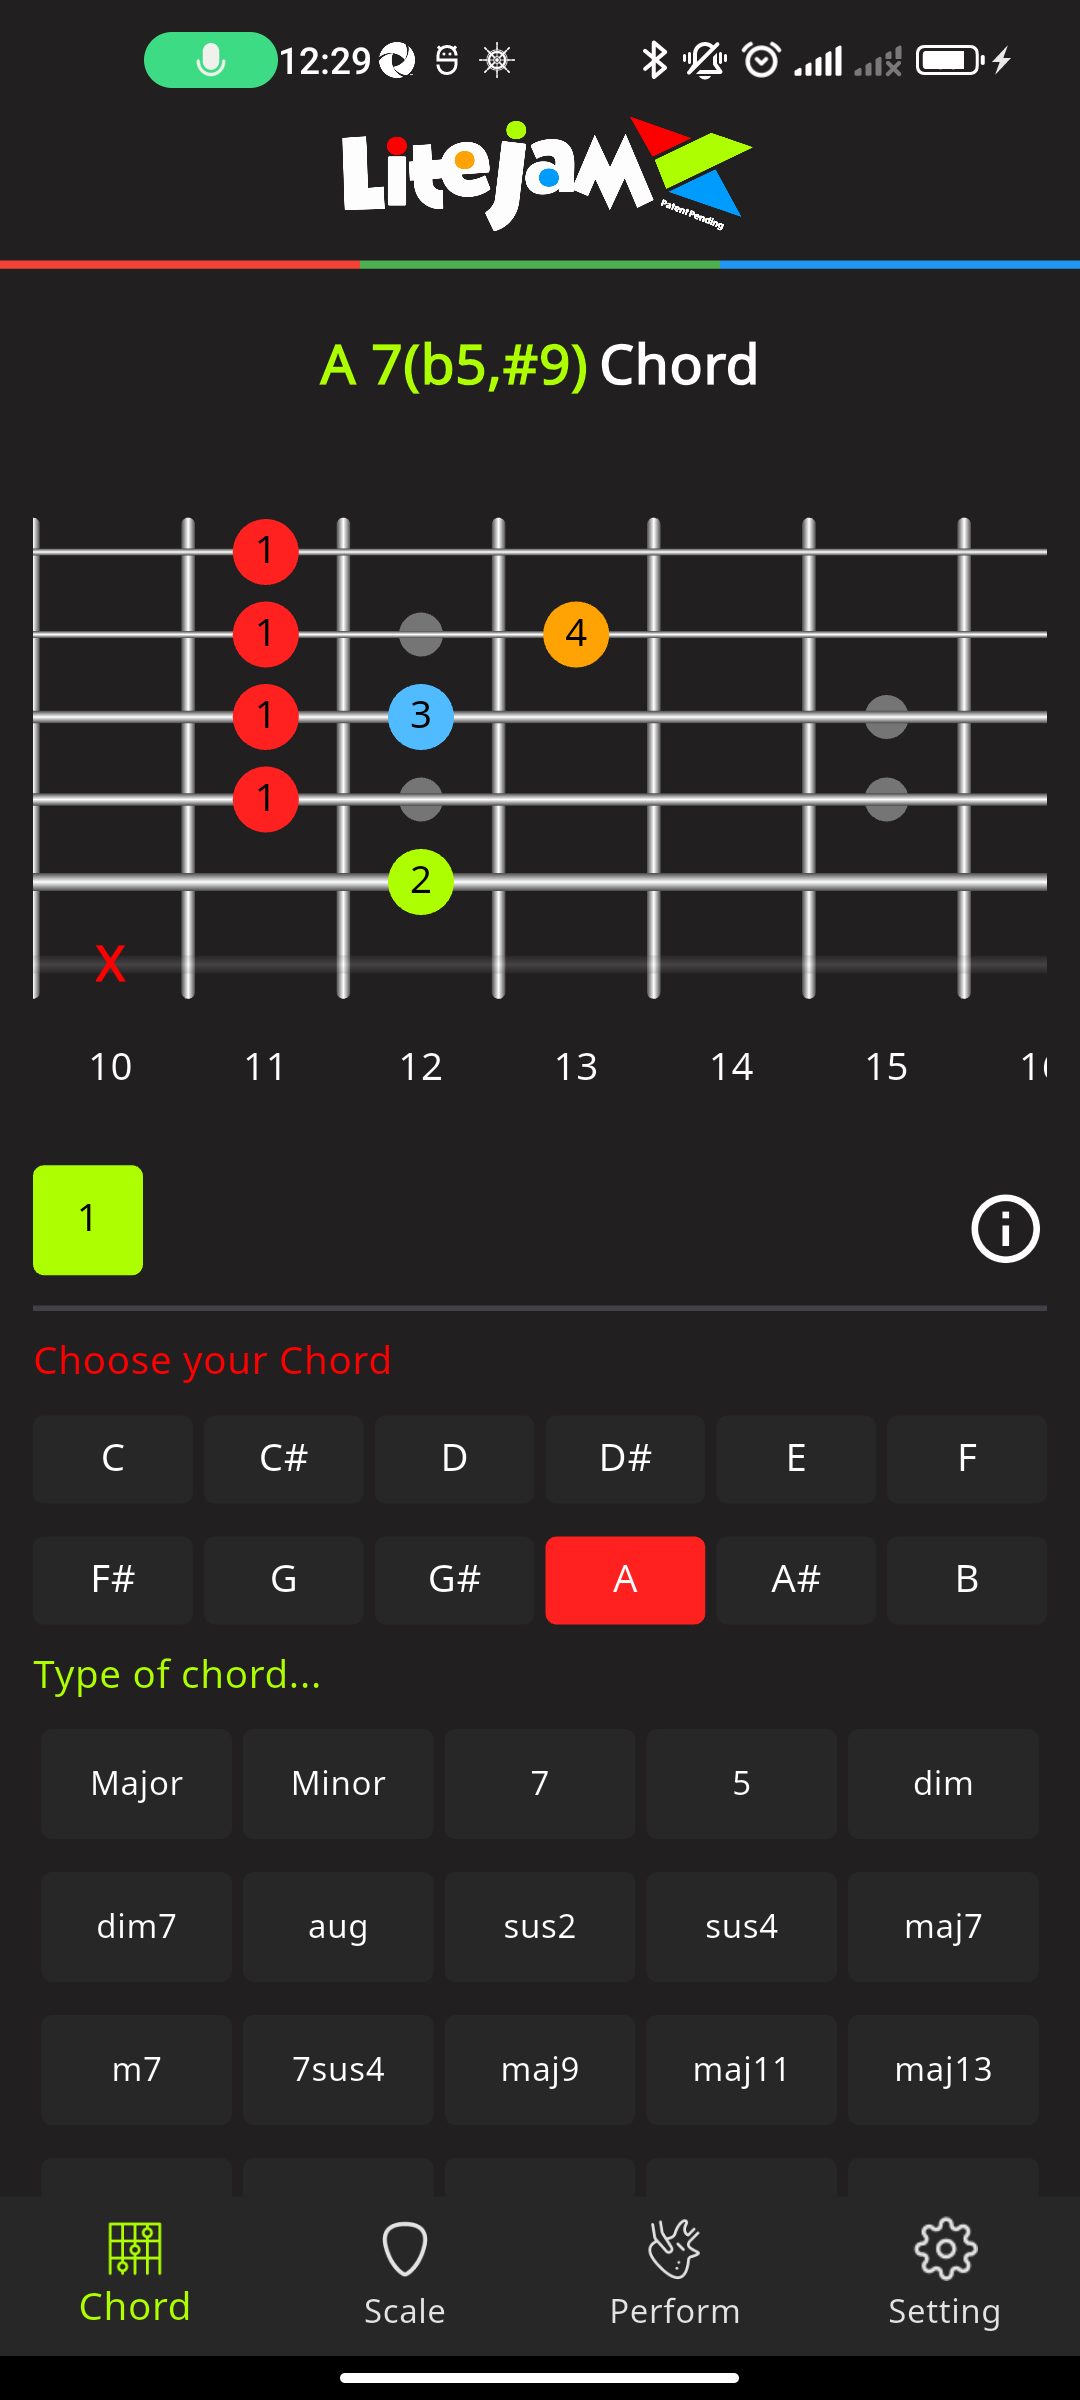 12:29
Litejam
Patent Pending
A 7(b5,#9) Chord
1
1 4
1 3
1
2
X
10 11 12 13 14 15
1
Choose your Chord
C C# D D# E F
F# G G# A A# B
Type of chord...
Major Minor 7 5 dim
dim7 aug sus2 sus4 maj7
m7 7sus4 maj9 maj11 maj13
Chord Scale Perform Setting